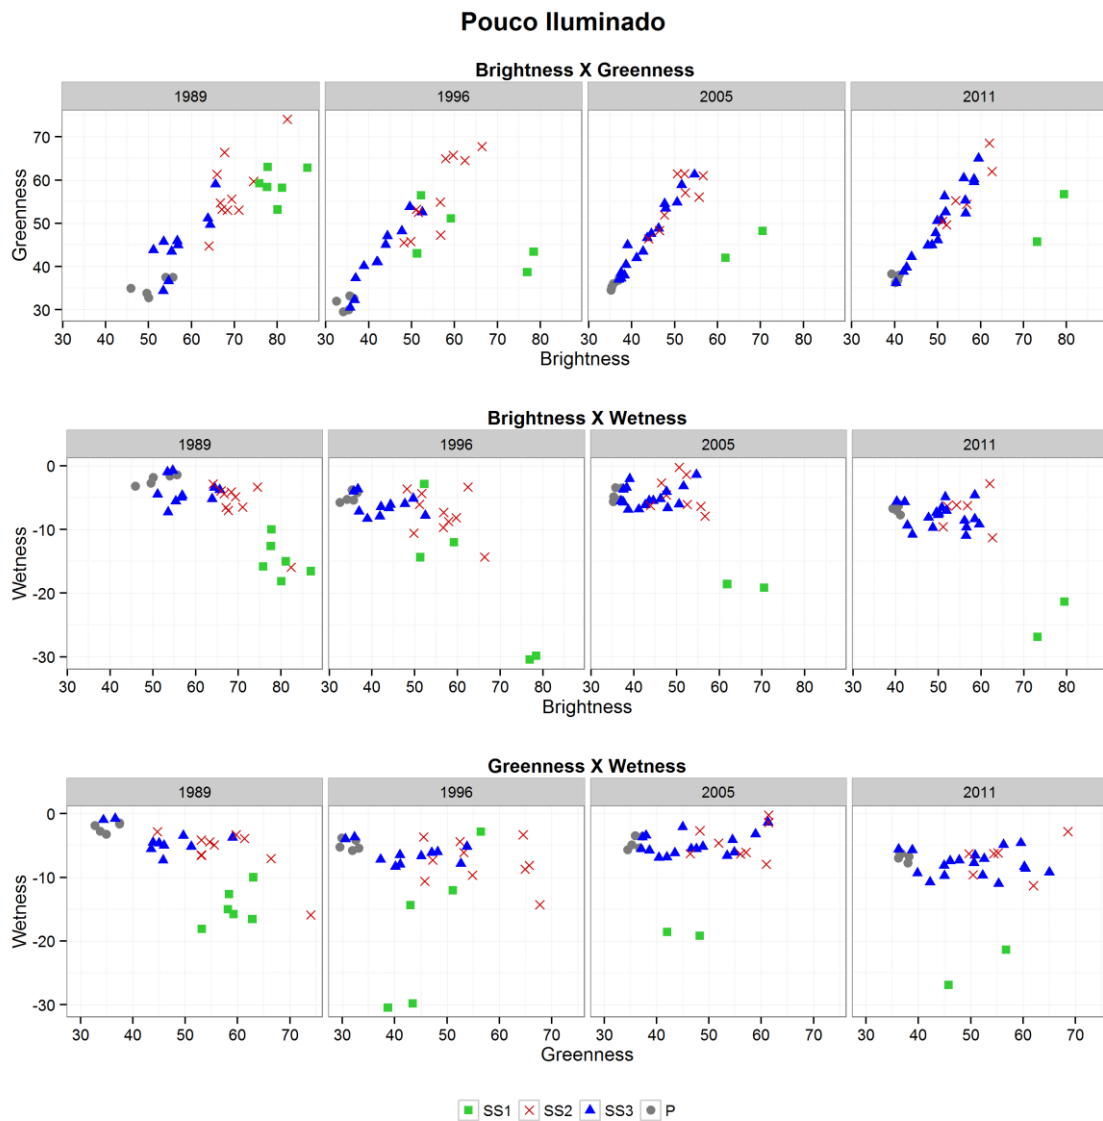 Pouco Iluminado
Brightness X Greenness
1989 1996 2005 2011
Greenness
70
60
50
40
30
30 40 50 60 70 80 30 40 50 60 70 80 30 40 50 60 70 80 30 40 50 60 70 80
Brightness
Brightness X Wetness
1989 1996 2005 2011
Wetness
0
-10
-20
-30
30 40 50 60 70 80 30 40 50 60 70 80 30 40 50 60 70 80 30 40 50 60 70 80
Brightness
Greenness X Wetness
1989 1996 2005 2011
Wetness
0
-10
-20
-30
30 40 50 60 70 30 40 50 60 70 30 40 50 60 70 30 40 50 60 70
Greenness
SS1 SS2 SS3 P